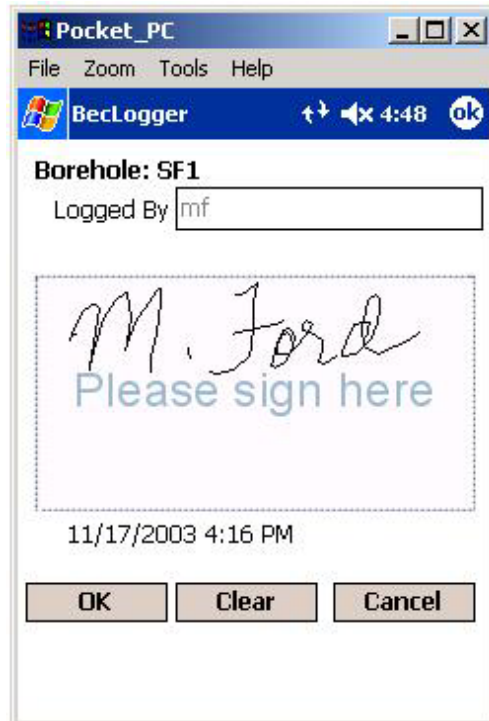 Pocket_PC
File Zoom Tools Help
BecLogger 4:48 ok
Borehole: SF1
Logged By mf
M. Ford
Please sign here
11/17/2003 4:16 PM
OK Clear Cancel